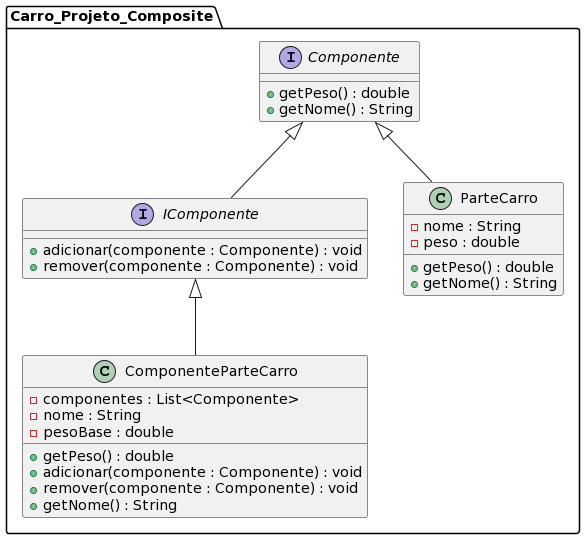 Carro_Projeto_Composite
I Componente
getPeso() : double
getNome() : String
I IComponente
adicionar(componente : Componente) : void
remover(componente : Componente) : void
C ParteCarro
nome : String
peso : double
getPeso() : double
getNome() : String
C ComponenteParteCarro
componentes : List<Componente>
nome : String
pesoBase : double
getPeso() : double
adicionar(componente : Componente) : void
remover(componente : Componente) : void
getNome() : String